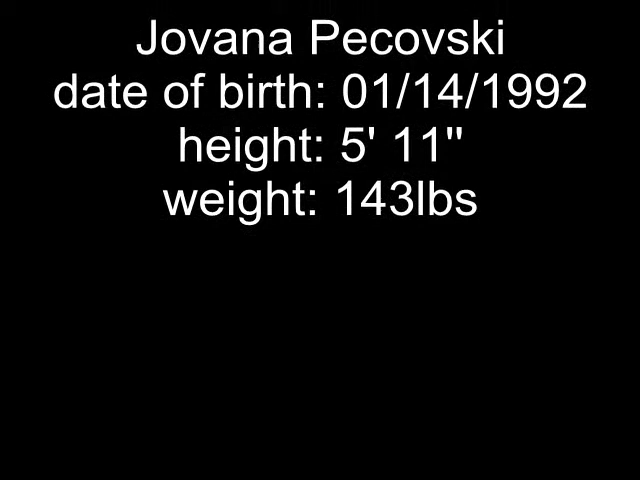 Jovana Pecovski
date of birth: 01/14/1992
height: 5' 11''
weight: 143lbs